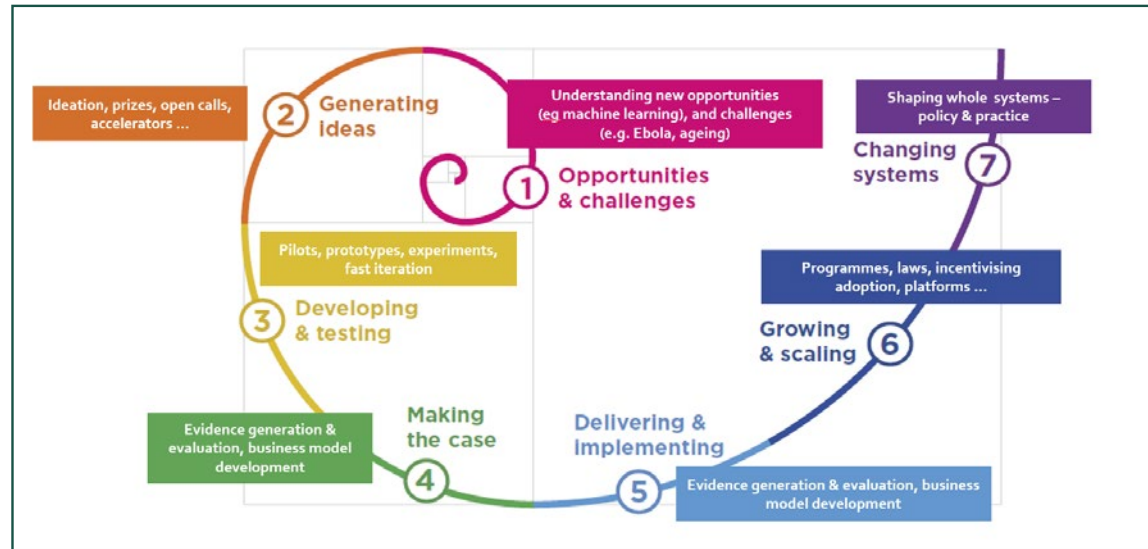 Understanding new opportunities
(eg machine learning), and challenges
(e.g. Ebola, ageing)
1
Opportunities
& challenges
Ideation, prizes, open calls,
accelerators ...
2
Generating
ideas
Pilots, prototypes, experiments,
fast iteration
3
Developing
& testing
Evidence generation &
evaluation, business model
development
4
Making
the case
Delivering &
implementing
5
Evidence generation & evaluation, business
model development
Programmes, laws, incentivising
adoption, platforms ...
Growing
& scaling
6
Shaping whole systems –
policy & practice
Changing
systems
7